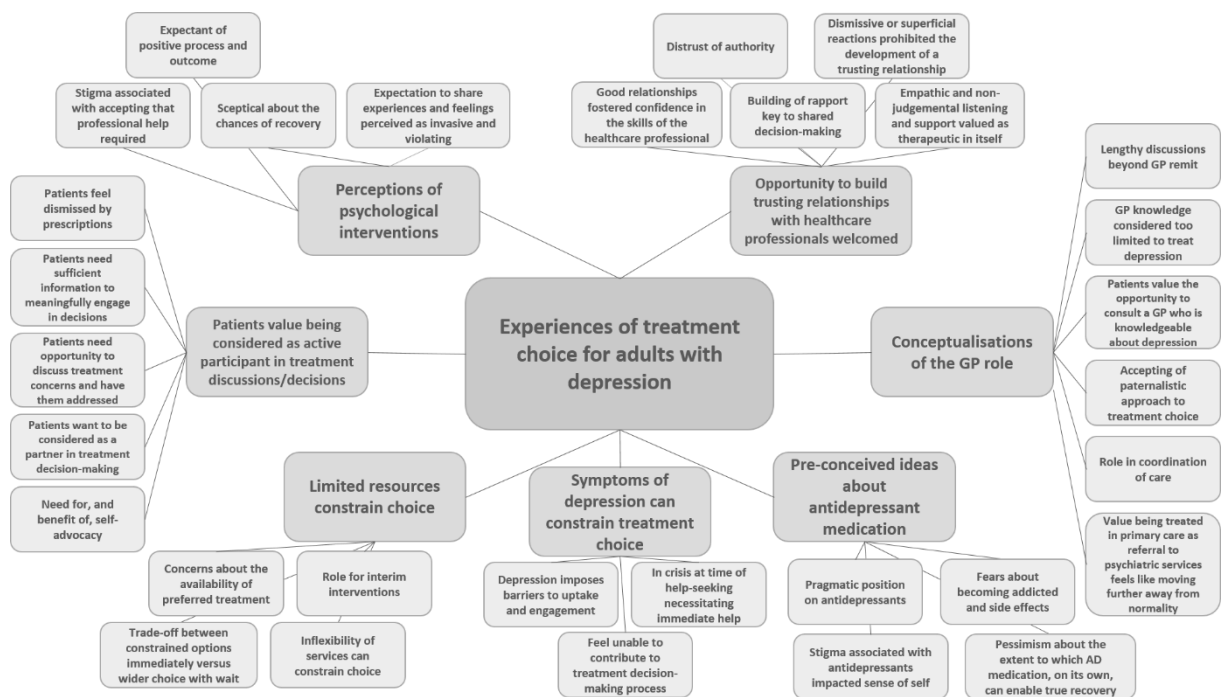 Expectant of
positive process and
outcome
Stigma associated
with accepting that
professional help
required
Sceptical about the
chances of recovery
Expectation to share
experiences and feelings
perceived as invasive and
violating
Perceptions of
psychological
interventions
Distrust of authority
Dismissive or superficial
reactions prohibited the
development of a
trusting relationship
Good relationships
fostered confidence in
the skills of the
healthcare professional
Building of rapport
key to shared
decision-making
Empathic and non-
judgemental listening
and support valued as
therapeutic in itself
Opportunity to build
trusting relationships
with healthcare
professionals welcomed
Patients feel
dismissed by
prescriptions
Patients need
sufficient
information to
meaningfully engage in
decisions
Patients need
opportunity to
discuss treatment
concerns and have
them addressed
Patients want to be
considered as a
partner in treatment
decision-making
Need for, and
benefit of, self-
advocacy
Patients value being
considered as active
participant in treatment
discussions/decisions
Experiences of treatment
choice for adults with
depression
Conceptualisations
of the GP role
Lengthy discussions
beyond GP remit
GP knowledge
considered too
limited to treat
depression
Patients value the
opportunity to
consult a GP who is
knowledgeable
about depression
Accepting of
paternalistic
approach to
treatment choice
Role in coordination
of care
Value being treated
in primary care as
referral to
psychiatric services
feels like moving
further away from
normality
Limited resources
constrain choice
Concerns about the
availability of
preferred treatment
Role for interim
interventions
Trade-off between
constrained options
immediately versus
wider choice with wait
Inflexibility of
services can
constrain choice
Symptoms of
depression can
constrain treatment
choice
Depression imposes
barriers to uptake
and engagement
In crisis at time of
help-seeking
necessitating
immediate help
Feel unable to
contribute to
treatment decision-
making process
Pre-conceived ideas
about
antidepressant
medication
Pragmatic position
on antidepressants
Fears about
becoming addicted
and side effects
Stigma associated with
antidepressants
impacted sense of self
Pessimism about the
extent to which AD
medication, on its own,
can enable true recovery